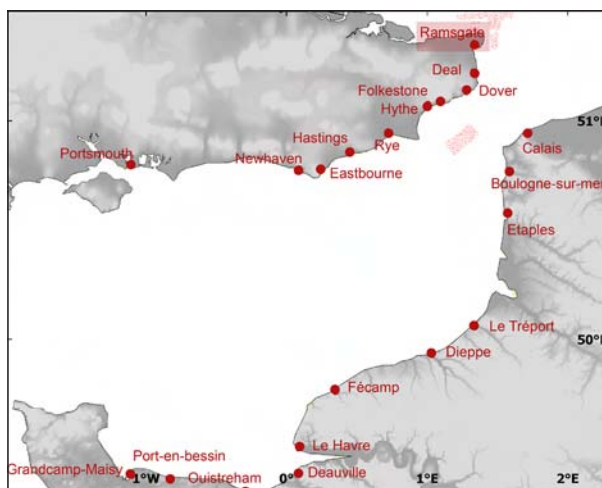 Ramsgate
Deal
Folkestone
Dover
Hythe
51°N
Hastings
Rye
Calais
Portsmouth
Newhaven
Eastbourne
Boulogne-sur-mer
Etaples
Le Tréport
50°N
Dieppe
Fécamp
Le Havre
Port-en-bessin
Grandcamp-Maisy
Ouistreham
Deauville
1°W
0°
1°E
2°E